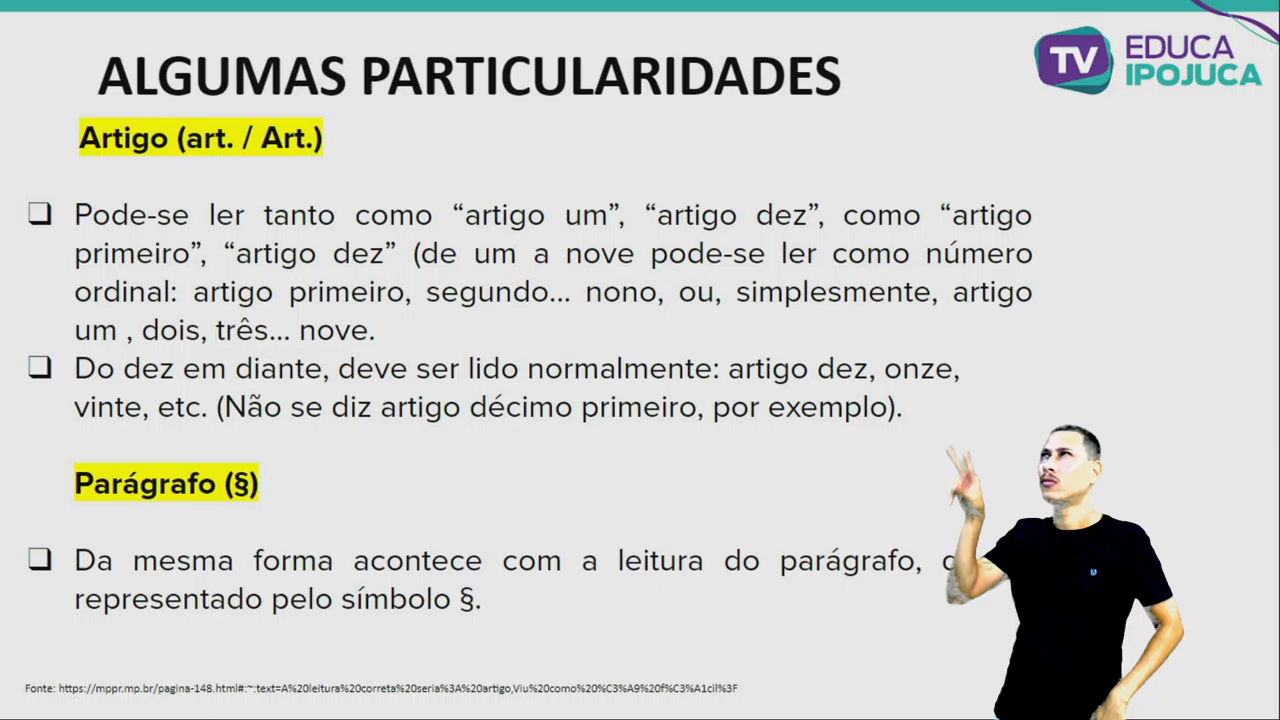 ALGUMAS PARTICULARIDADES
TV EDUCA
IPOJUCA
Artigo (art. / Art.)
❏ Pode-se ler tanto como “artigo um”, “artigo dez”, como “artigo
primeiro”, “artigo dez” (de um a nove pode-se ler como número
ordinal: artigo primeiro, segundo... nono, ou, simplesmente, artigo
um , dois, três... nove.
❏ Do dez em diante, deve ser lido normalmente: artigo dez, onze,
vinte, etc. (Não se diz artigo décimo primeiro, por exemplo).
Parágrafo (§)
❏ Da mesma forma acontece com a leitura do parágrafo,
representado pelo símbolo §.
Fonte: https://mppr.mp.br/pagina-148.html#:~:text=A%20leitura%20correta%20seria%3A%20artigo,Viu%20como%20%C3%A9%20f%C3%A1cil%3F